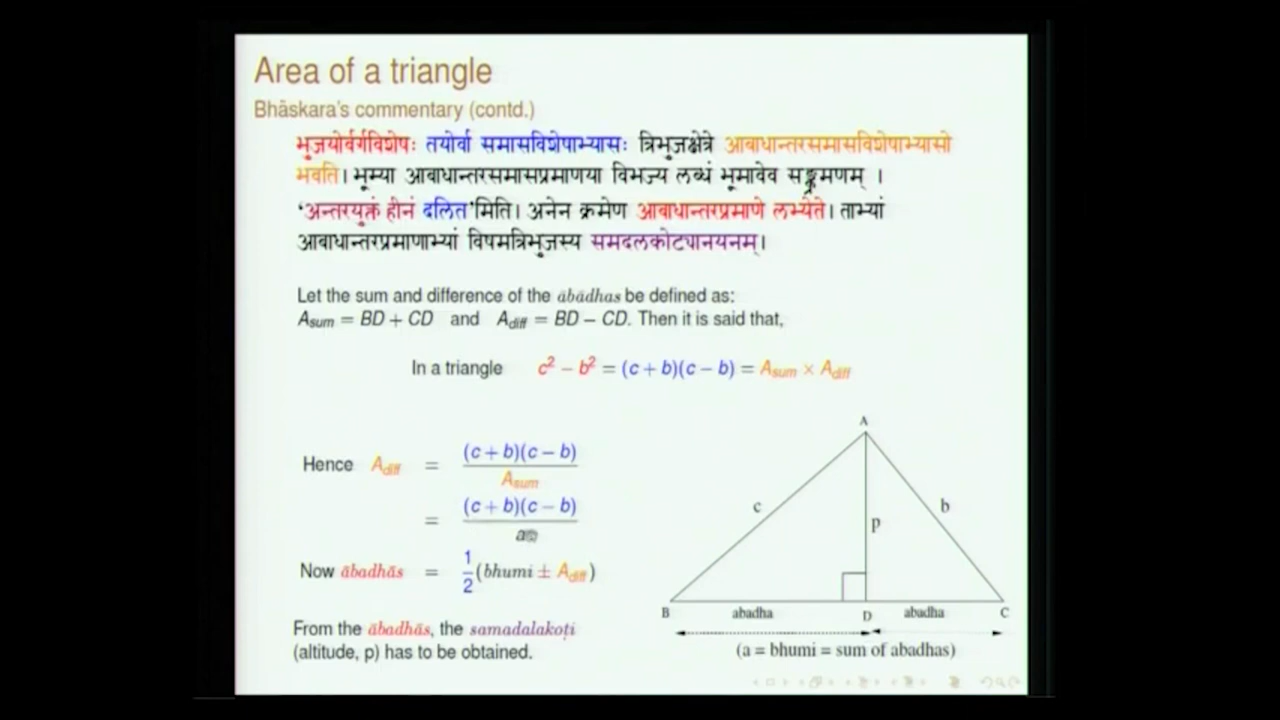 Area of a triangle
Bhāskara's commentary (contd.)
भुजयोर्वर्गविशेषः तयोर्वा समासविशेषाभ्यासः त्रिभुजक्षेत्रे आबाधान्तरसमासविशेषाभ्यासो
भवति। भूम्या आबाधान्तरसमासप्रमाणया विभज्य लब्धं भूमावेव सङ्क्रमणम् ।
'अन्तरयुक्तं हीनं दलित'मिति। अनेन क्रमेण आबाधान्तरप्रमाणे लभ्येते। ताभ्यां
आबाधान्तरप्रमाणाभ्यां विषमत्रिभुजस्य समदलकोट्यानयनम्।
Let the sum and difference of the ābādhas be defined as:
A_sum = BD + CD and A_diff = BD − CD. Then it is said that,
In a triangle c² − b² = (c + b)(c − b) = A_sum × A_diff
Hence A_diff = (c + b)(c − b) / A_sum
= (c + b)(c − b) / a
Now ābadhās = 1/2 (bhumi ± A_diff)
From the ābadhās, the samadalakoṭi
(altitude, p) has to be obtained.
A
c
b
p
B
abadha
D
abadha
C
(a = bhumi = sum of abadhas)